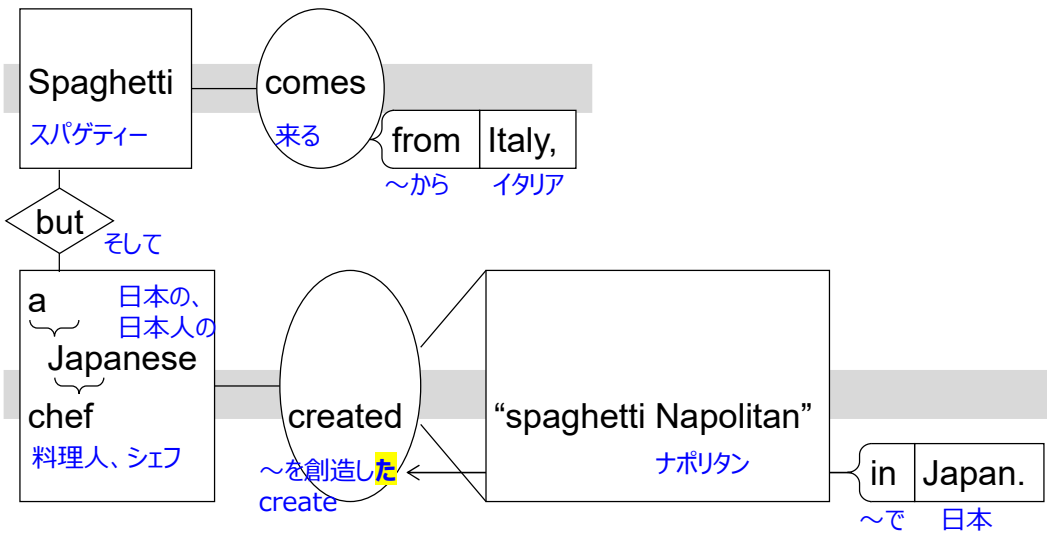 Spaghetti comes
スパゲティー 来る
from Italy,
～から イタリア
but
そして
a 日本の、
日本人の
Japanese
chef created “spaghetti Napolitan”
料理人、シェフ ～を創造した ナポリタン
create
in Japan.
～で 日本